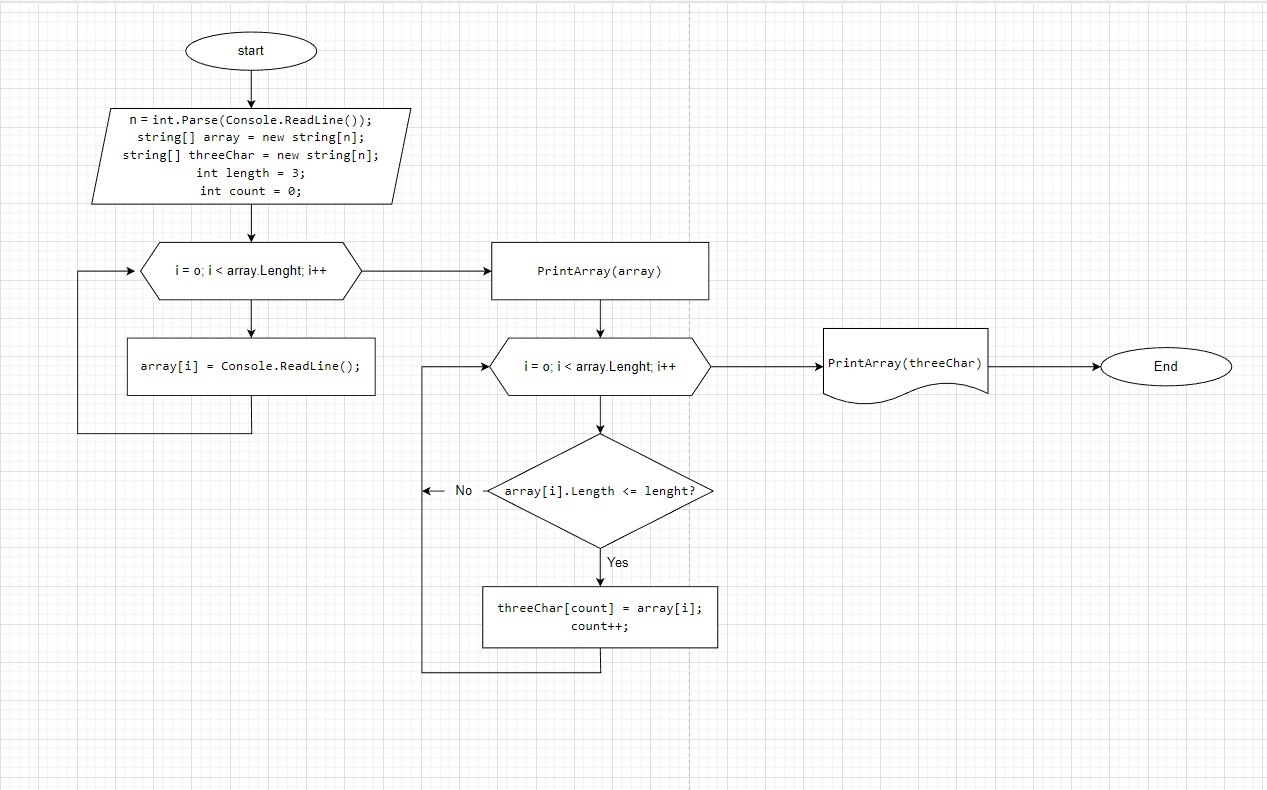 start
n = int.Parse(Console.ReadLine());
string[] array = new string[n];
string[] threeChar = new string[n];
int length = 3;
int count = 0;
i = o; i < array.Lenght; i++
PrintArray(array)
array[i] = Console.ReadLine();
i = o; i < array.Lenght; i++
PrintArray(threeChar)
End
array[i].Length <= lenght?
No
Yes
threeChar[count] = array[i];
count++;